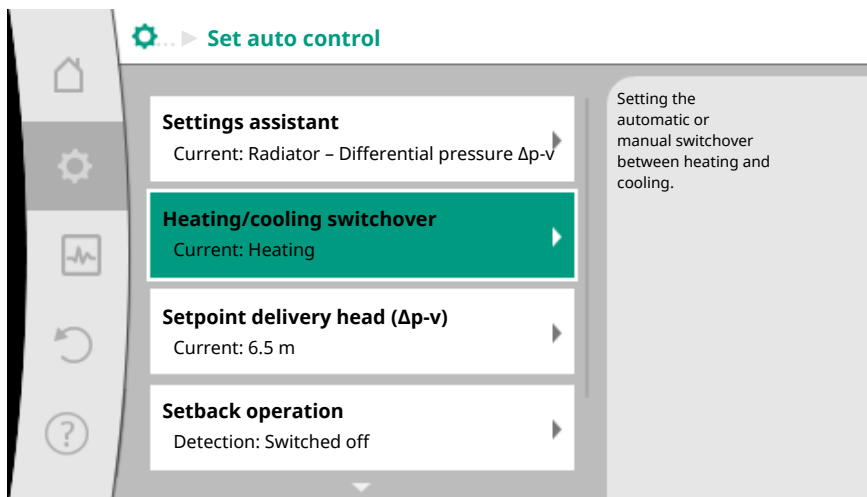 ... Set auto control
Settings assistant
Current: Radiator – Differential pressure Δp-v
Heating/cooling switchover
Current: Heating
Setpoint delivery head (Δp-v)
Current: 6.5 m
Setback operation
Detection: Switched off
Setting the
automatic or
manual switchover
between heating and
cooling.
?